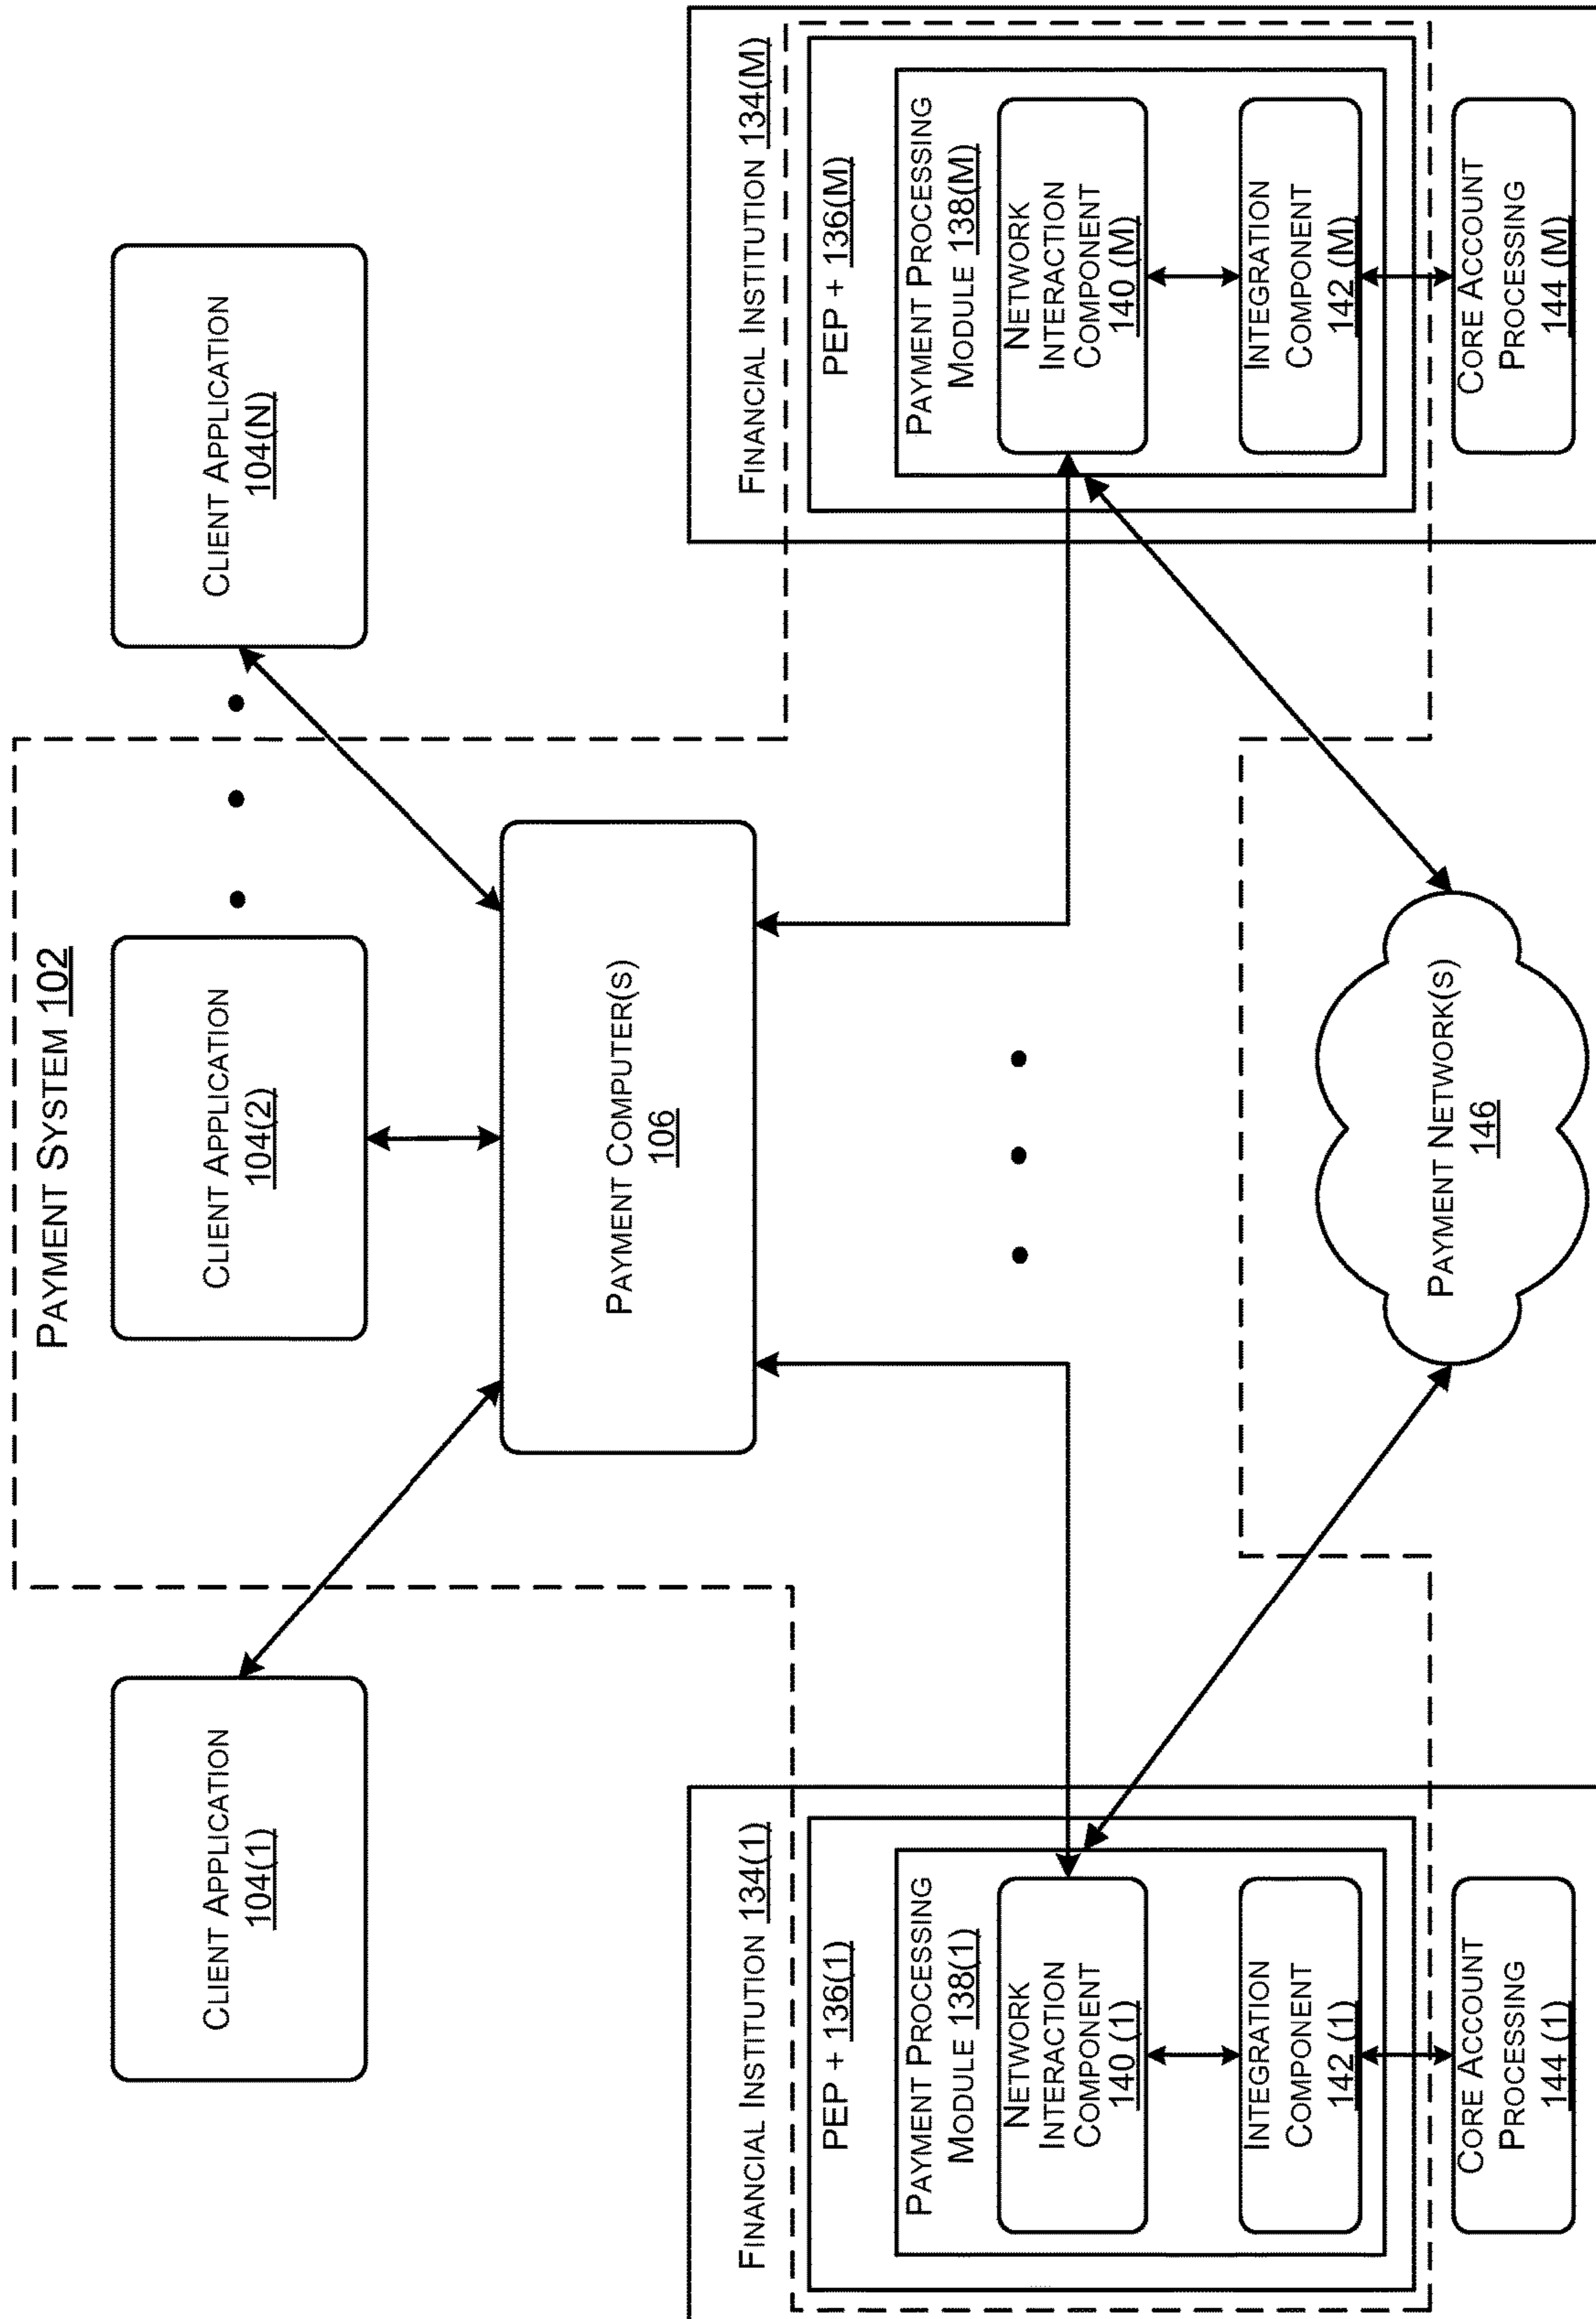 PAYMENT SYSTEM 102
CLIENT APPLICATION
104(1)
CLIENT APPLICATION
104(2)
CLIENT APPLICATION
104(N)
PAYMENT COMPUTER(S)
106
FINANCIAL INSTITUTION 134(1)
PEP + 136(1)
PAYMENT PROCESSING
MODULE 138(1)
NETWORK
INTERACTION
COMPONENT
140 (1)
INTEGRATION
COMPONENT
142 (1)
CORE ACCOUNT
PROCESSING
144 (1)
PAYMENT NETWORK(S)
146
FINANCIAL INSTITUTION 134(M)
PEP + 136(M)
PAYMENT PROCESSING
MODULE 138(M)
NETWORK
INTERACTION
COMPONENT
140 (M)
INTEGRATION
COMPONENT
142 (M)
CORE ACCOUNT
PROCESSING
144 (M)